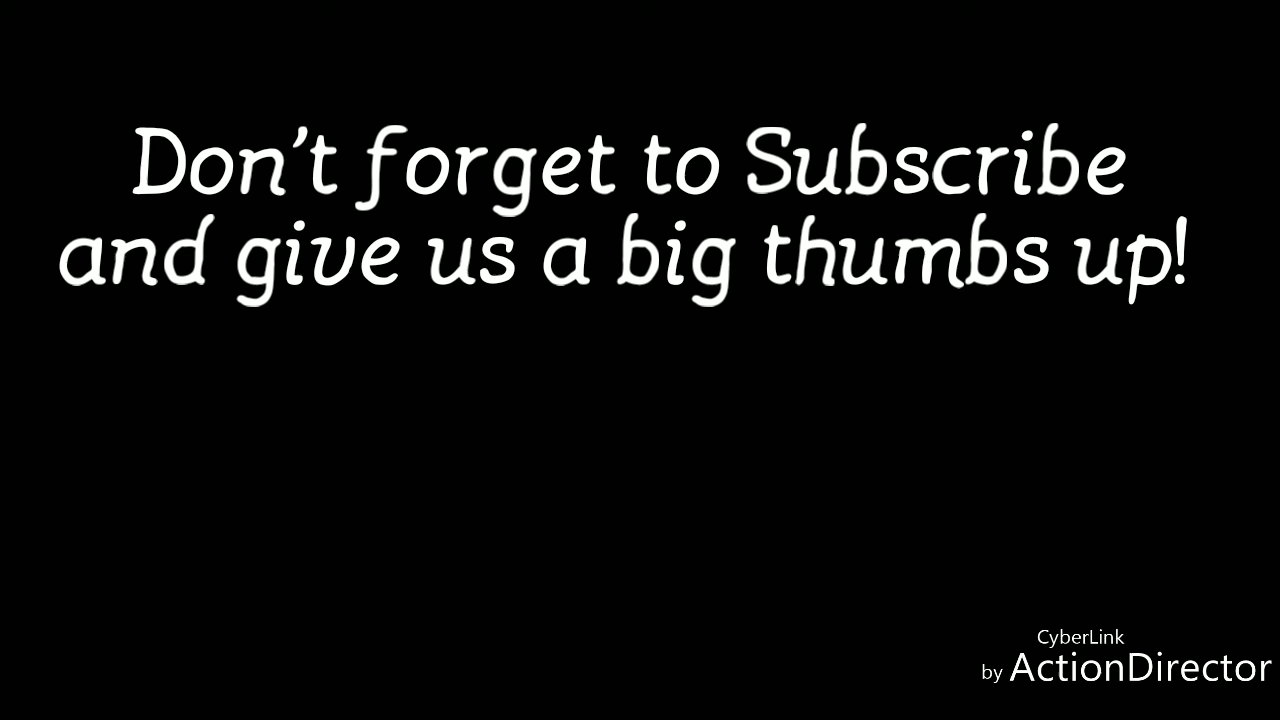 Don't forget to Subscribe
and give us a big thumbs up!
CyberLink
by ActionDirector